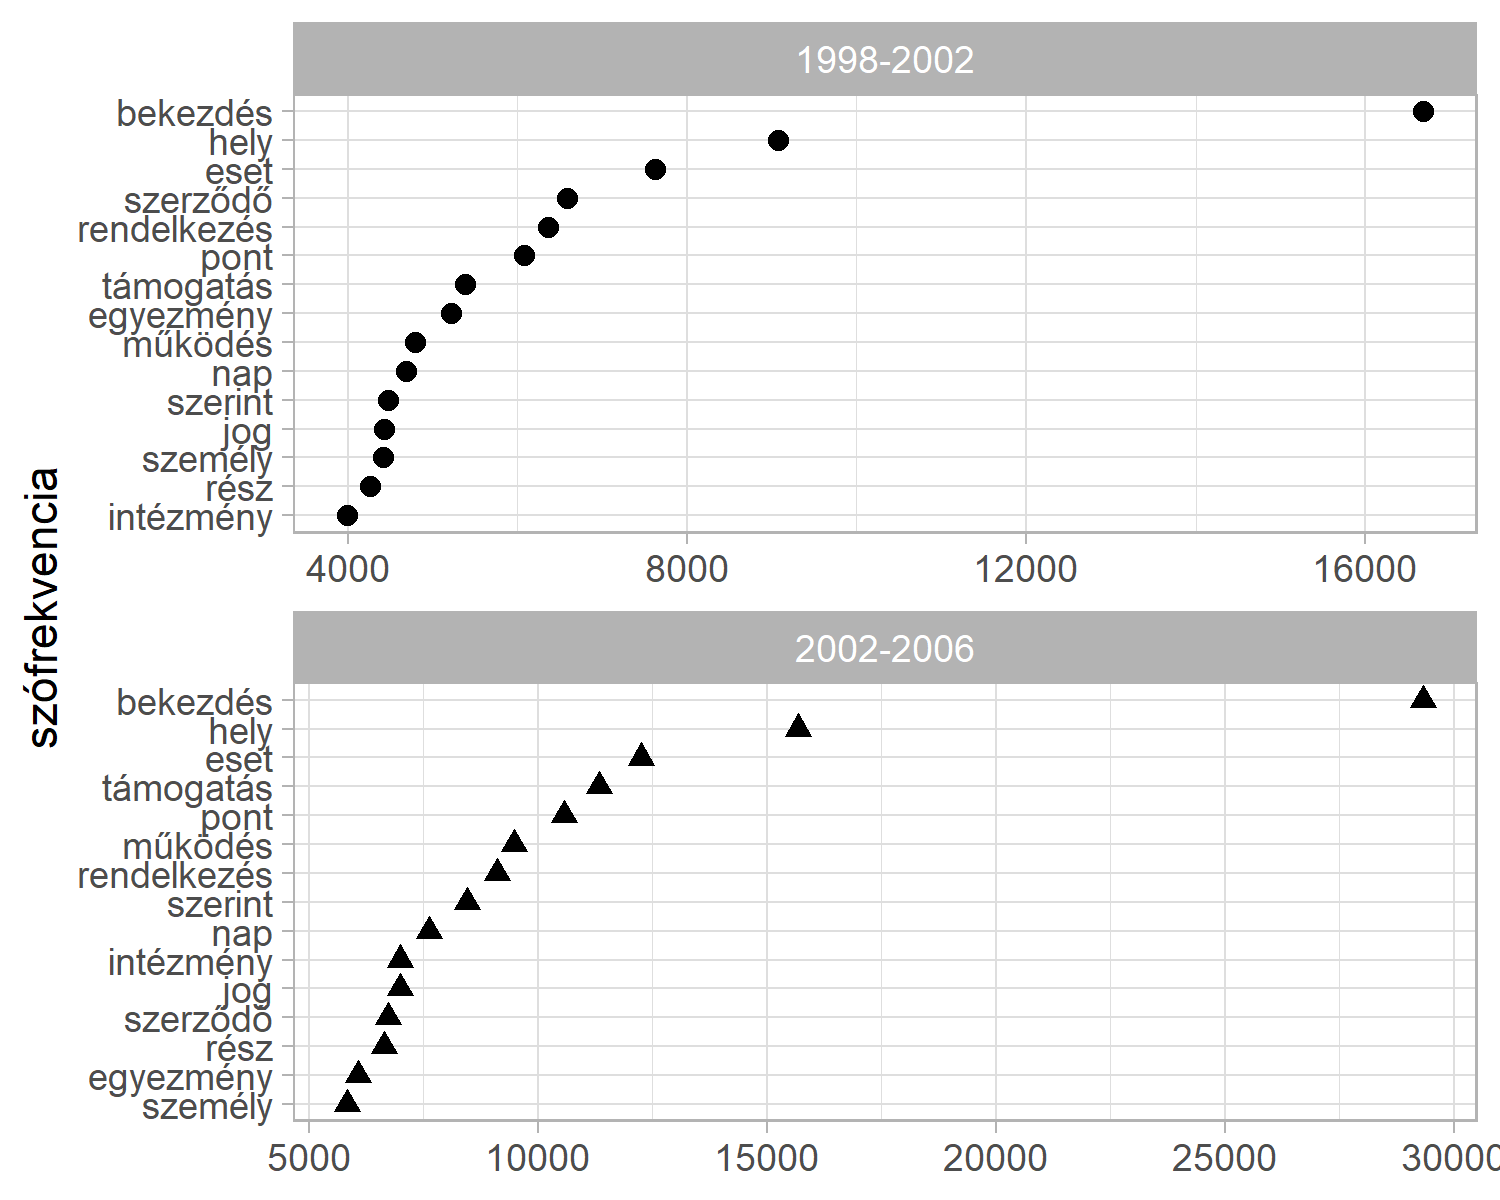 szófrekvencia
1998-2002
bekezdés
hely
eset
szerződő
rendelkezés
pont
támogatás
egyezmény
működés
nap
szerint
jog
személy
rész
intézmény
4000 8000 12000 16000
2002-2006
bekezdés
hely
eset
támogatás
pont
működés
rendelkezés
szerint
nap
intézmény
jog
szerződő
rész
egyezmény
személy
5000 10000 15000 20000 25000 30000